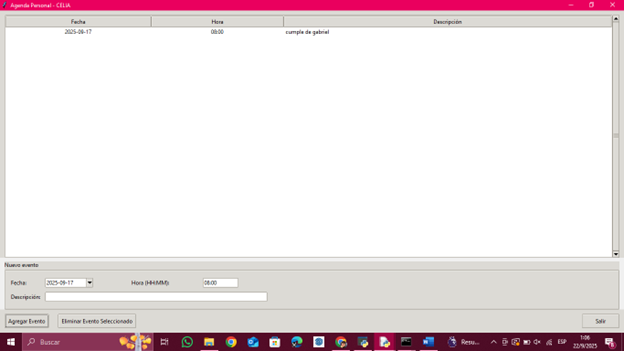 Agenda Personal - CELIA
Fecha Hora Descripción
2025-09-17 08:00 cumple de gabriel
Nuevo evento
Fecha: 2025-09-17 Hora (HH:MM): 08:00
Descripción:
Agregar Evento Eliminar Evento Seleccionado Salir
Buscar Resu... ESP 1:06
22/9/2025